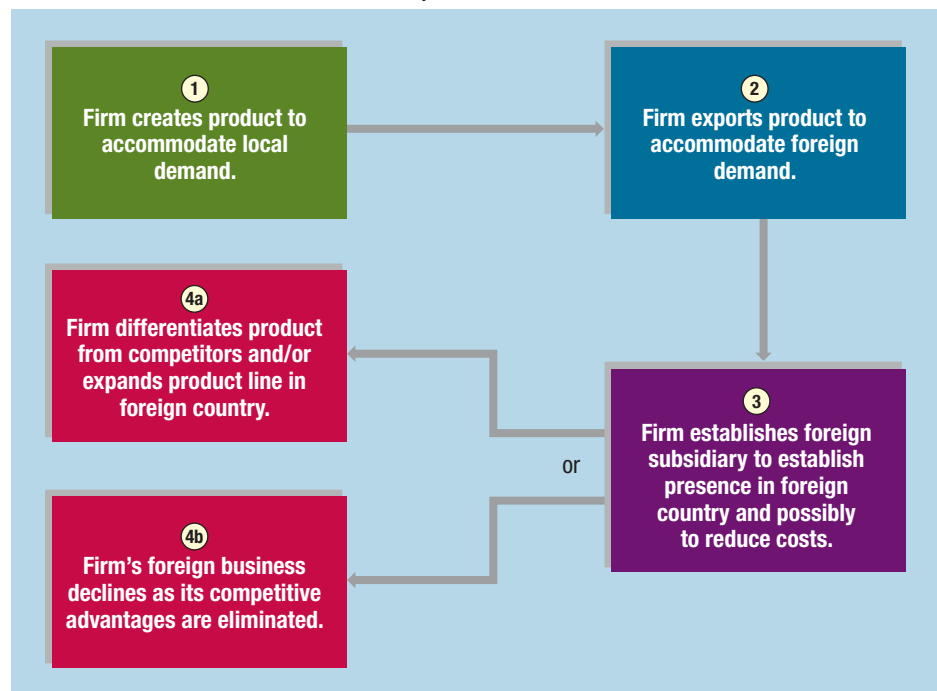 1
Firm creates product to
accommodate local
demand.
2
Firm exports product to
accommodate foreign
demand.
3
Firm establishes foreign
subsidiary to establish
presence in foreign
country and possibly
to reduce costs.
or
4a
Firm differentiates product
from competitors and/or
expands product line in
foreign country.
4b
Firm’s foreign business
declines as its competitive
advantages are eliminated.